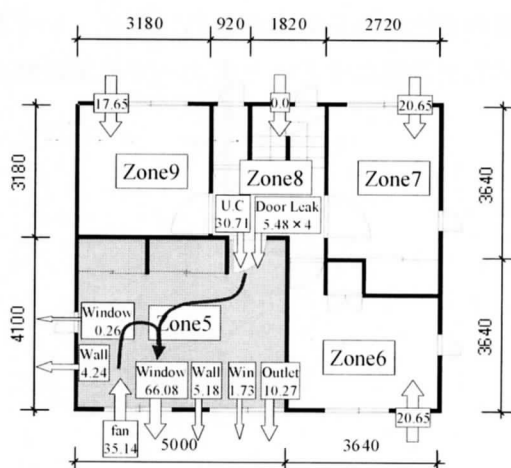 3180
920
1820
2720
17.65
0.0
20.65
3180
Zone9
Zone8
Zone7
3640
U.C
30.71
Door Leak
5.48×4
4100
Window
0.26
Zone5
Wall
4.24
Window
66.08
Wall
5.18
Win
1.73
Outlet
10.27
Zone6
3640
20.65
fan
35.14
5000
3640